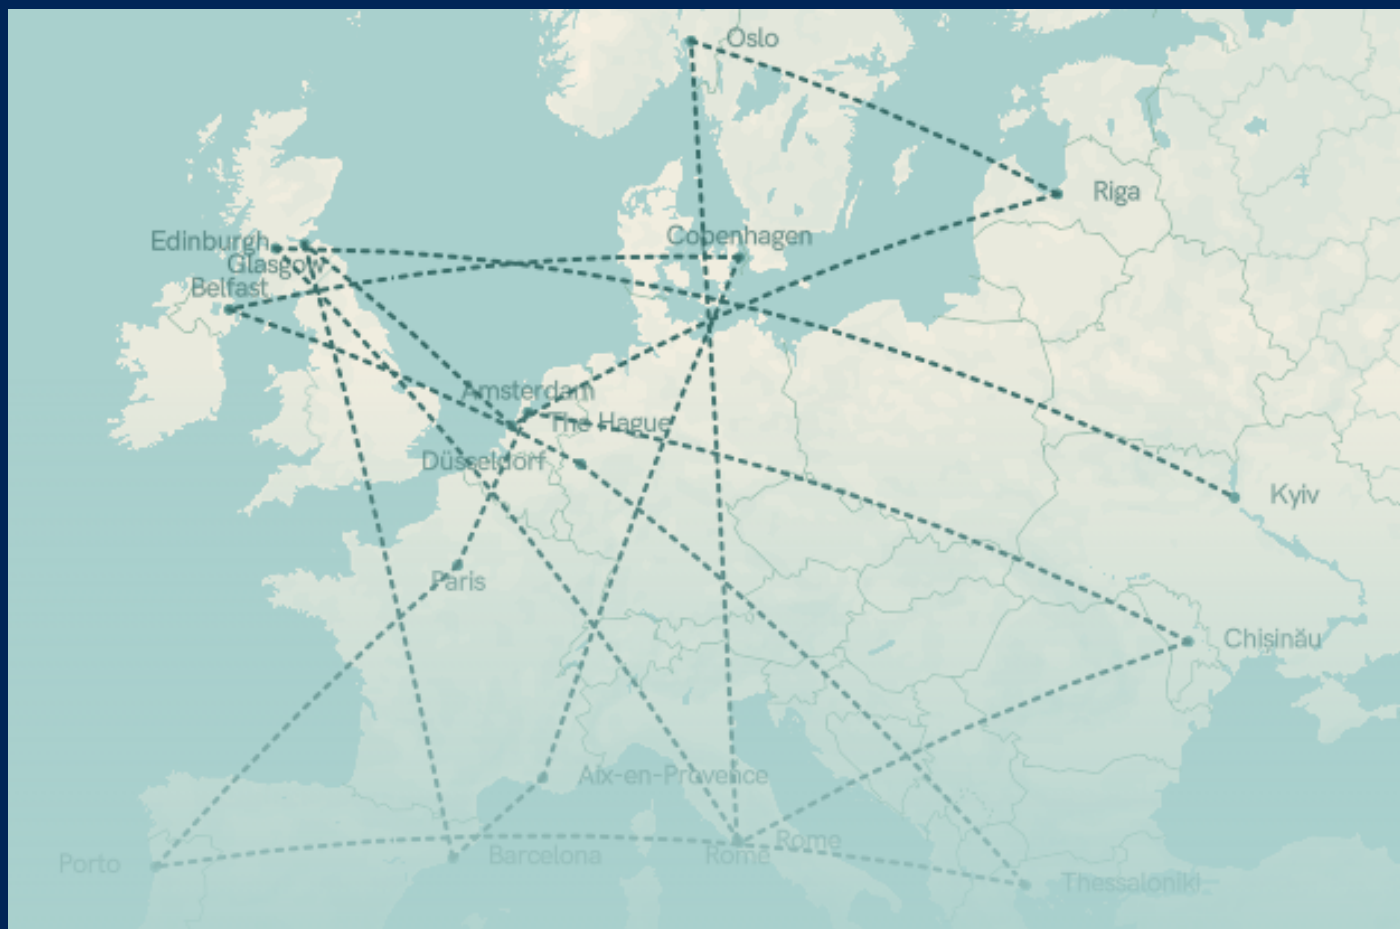 Oslo
Riga
Copenhagen
Edinburgh
Glasgow
Belfast
Amsterdam
The Hague
Düsseldorf
Kyiv
Paris
Chișinău
Aix-en-Provence
Rome
Rome
Porto
Barcelona
Thessaloniki